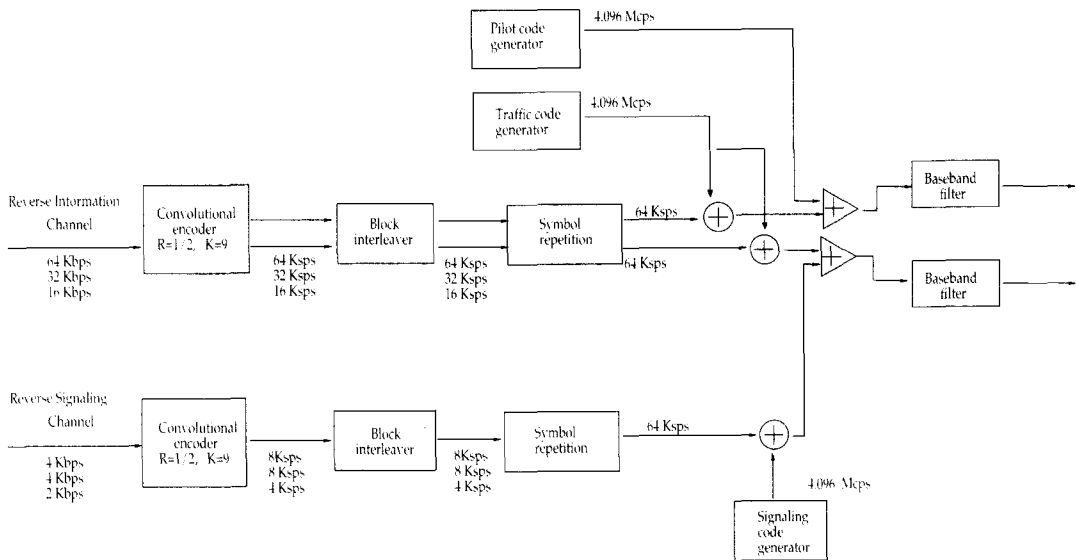 Pilot code
generator
4.096 Mcps
Traffic code
generator
4.096 Mcps
Reverse Information
Channel
64 Kbps
32 Kbps
16 Kbps
Convolutional
encoder
R=1/2, K=9
64 Ksps
32 Ksps
16 Ksps
Block
interleaver
64 Ksps
32 Ksps
16 Ksps
Symbol
repetition
64 Ksps
64 Ksps
Baseband
filter
Baseband
filter
Reverse Signaling
Channel
4 Kbps
4 Kbps
2 Kbps
Convolutional
encoder
R=1/2, K=9
8Ksps
8 Ksps
4 Ksps
Block
interleaver
8Ksps
8 Ksps
4 Ksps
Symbol
repetition
64 Ksps
4.096 Mcps
Signaling
code
generator